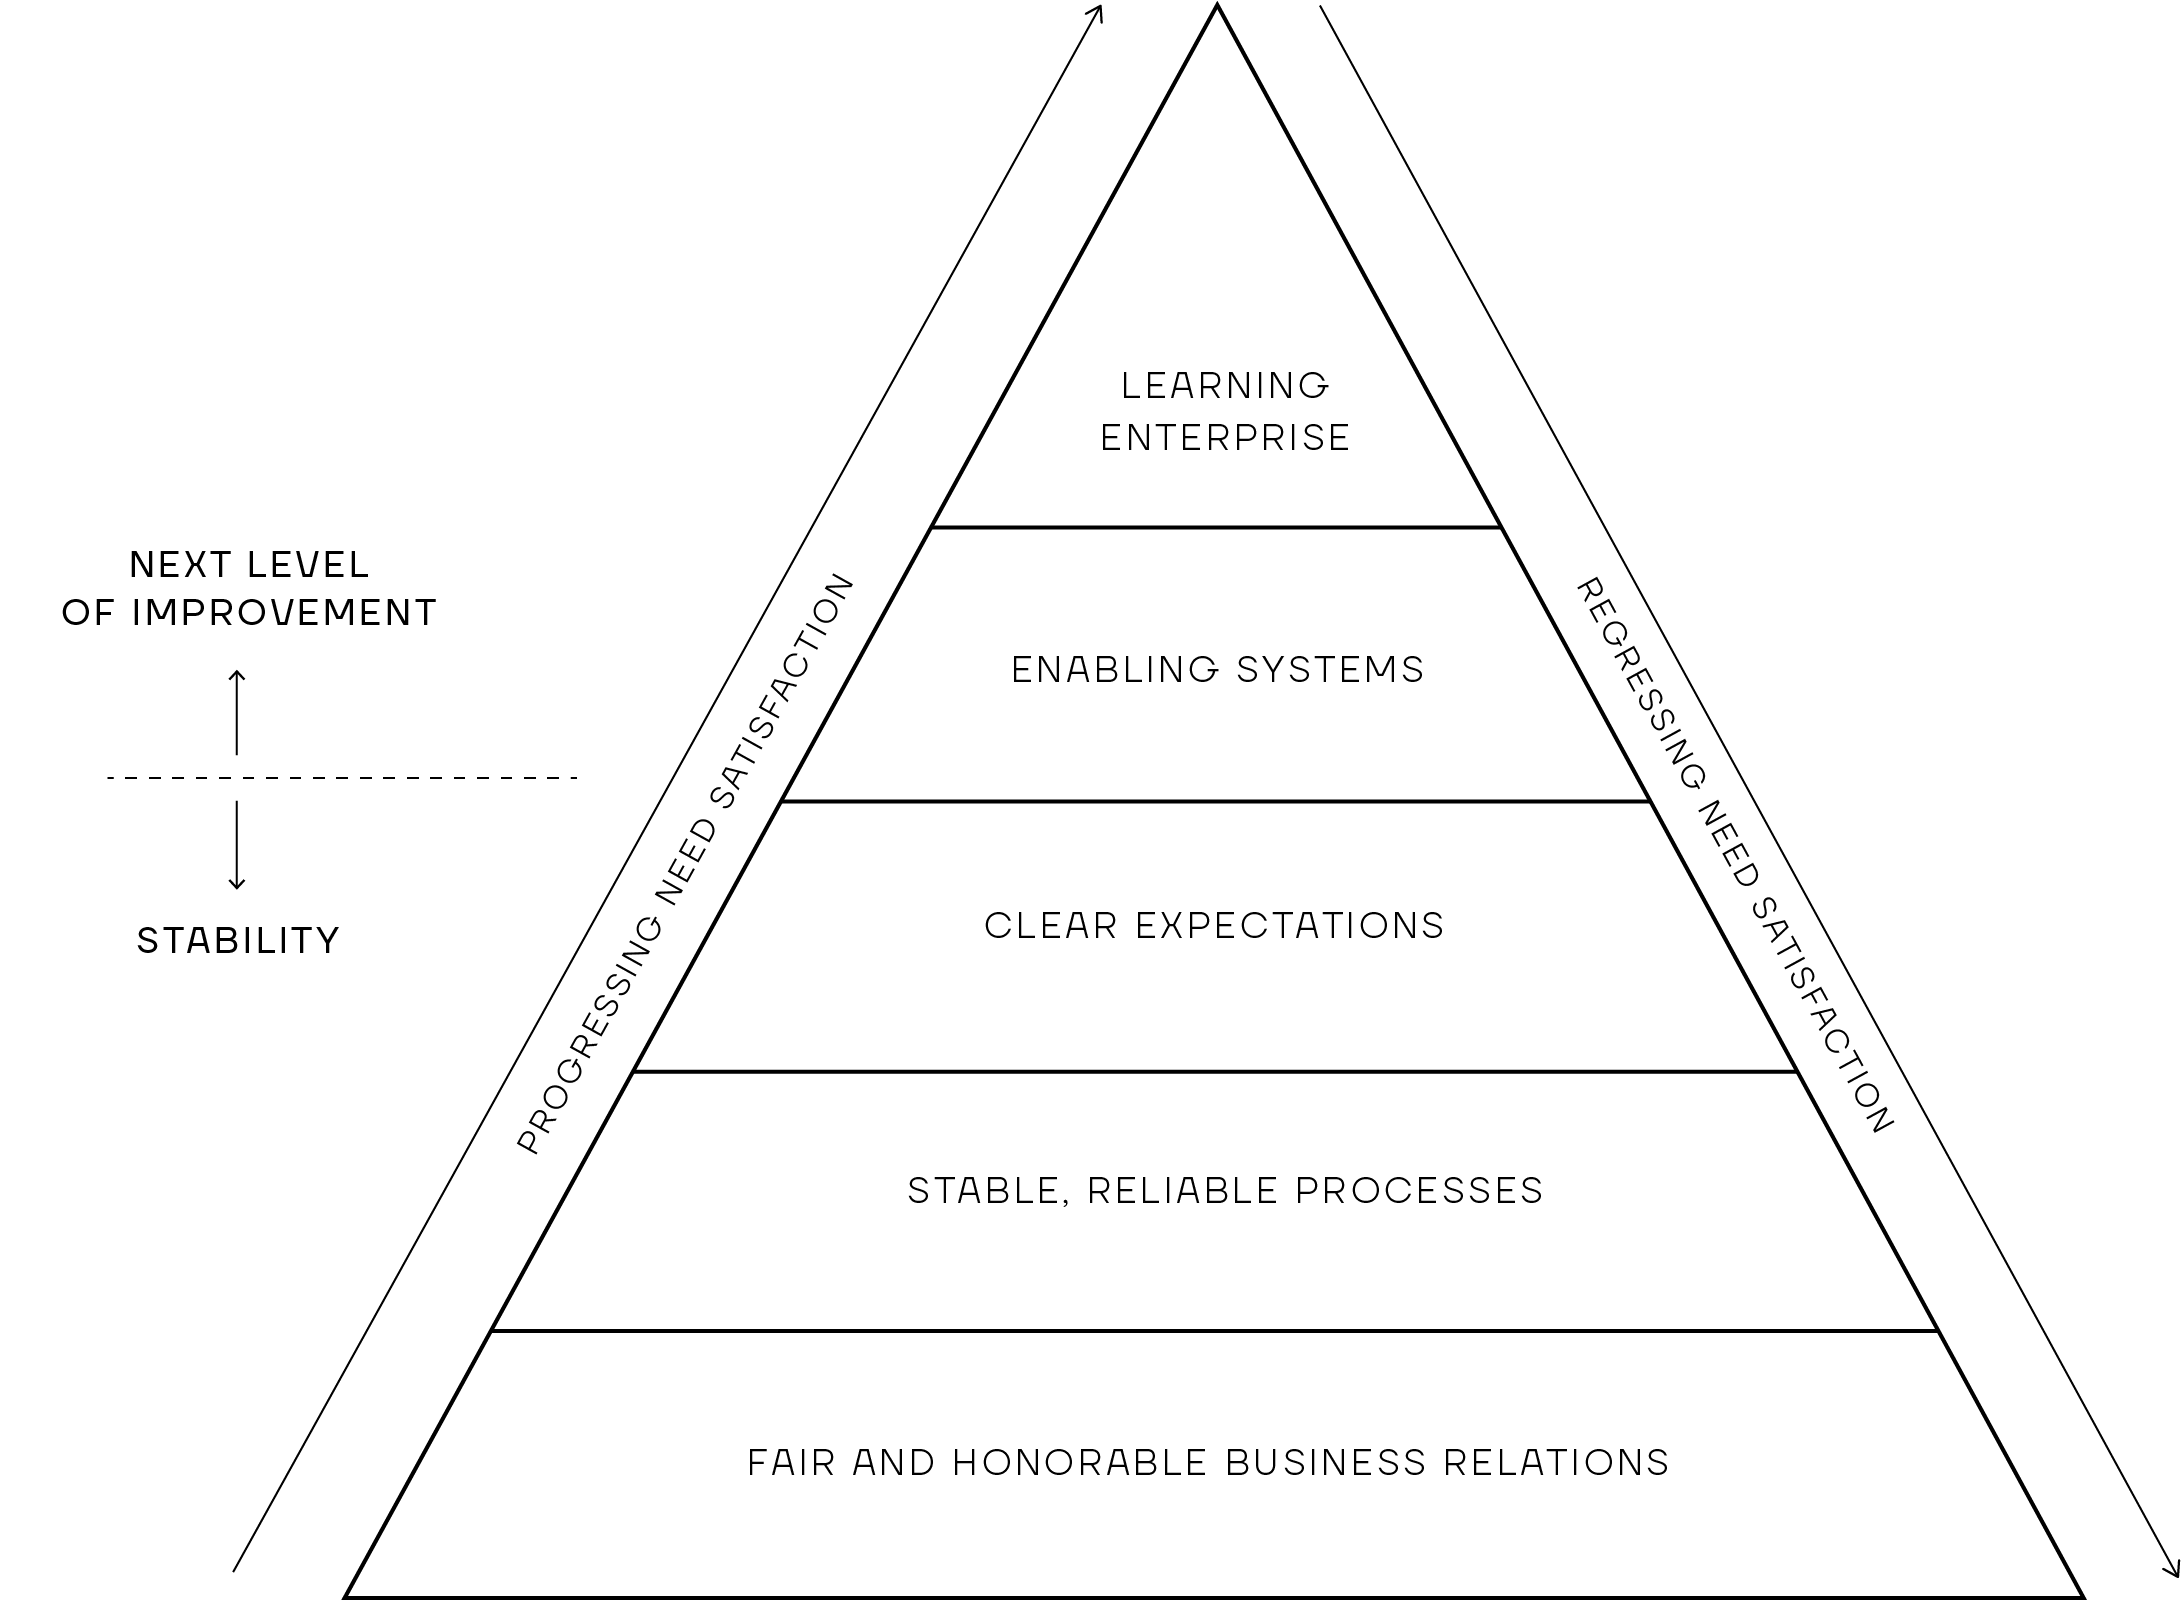 LEARNING
ENTERPRISE
NEXT LEVEL
OF IMPROVEMENT
ENABLING SYSTEMS
PROGRESSING NEED SATISFACTION
REGRESSING NEED SATISFACTION
CLEAR EXPECTATIONS
STABILITY
STABLE, RELIABLE PROCESSES
FAIR AND HONORABLE BUSINESS RELATIONS